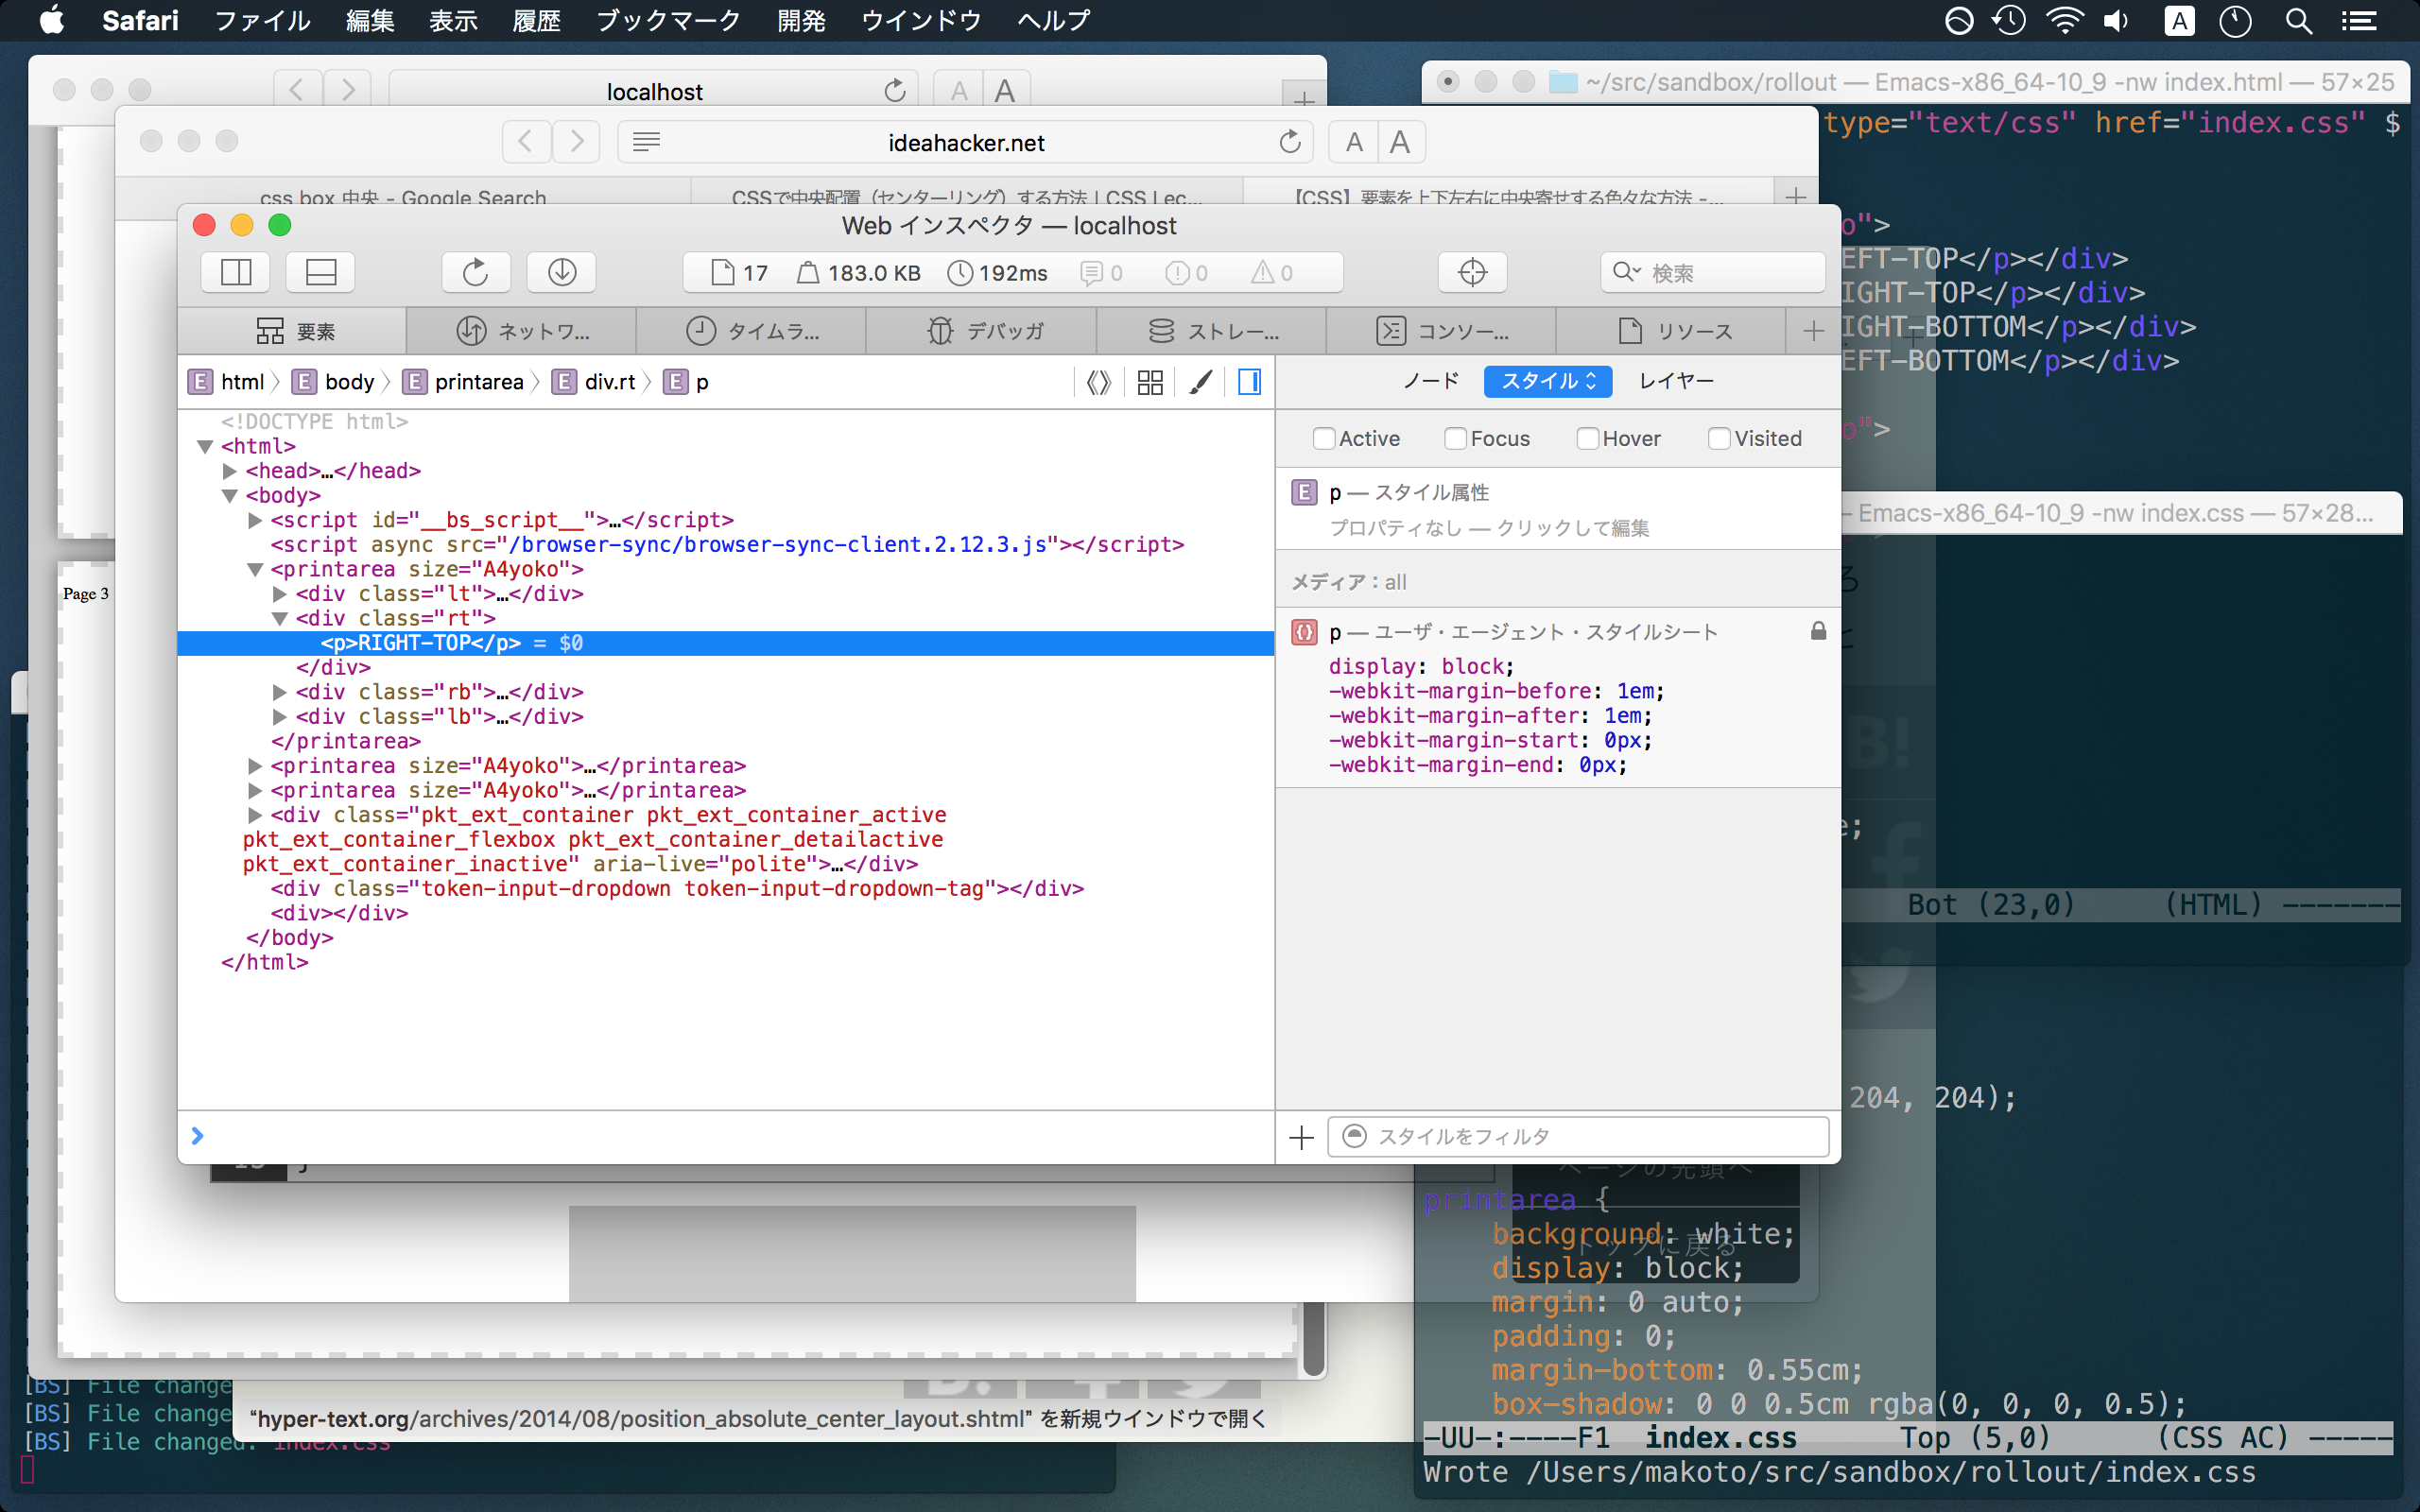 Safari ファイル 編集 表示 履歴 ブックマーク 開発 ウインドウ ヘルプ A
localhost A A
~/src/sandbox/rollout — Emacs-x86_64-10_9 -nw index.html — 57×25
type="text/css" href="index.css" $
ideahacker.net A A
css box 中央 - Google Search
CSSで中央配置（センターリング）する方法 | CSS Lec...
【CSS】要素を上下左右に中央寄せする色々な方法 -...
o">
EFT-TOP</p></div>
IGHT-TOP</p></div>
IGHT-BOTTOM</p></div>
EFT-BOTTOM</p></div>
o">
Web インスペクタ — localhost
17 183.0 KB 192ms 0 0 0 検索
要素 ネットワ... タイムラ... デバッガ ストレー... コンソー... リソース
E html E body E printarea E div.rt E p
ノード スタイル レイヤー
<!DOCTYPE html>
<html>
<head>…</head>
<body>
<script id="__bs_script__">…</script>
<script async src="/browser-sync/browser-sync-client.2.12.3.js"></script>
<printarea size="A4yoko">
<div class="lt">…</div>
<div class="rt">
<p>RIGHT-TOP</p> = $0
</div>
<div class="rb">…</div>
<div class="lb">…</div>
</printarea>
<printarea size="A4yoko">…</printarea>
<printarea size="A4yoko">…</printarea>
<div class="pkt_ext_container pkt_ext_container_active
pkt_ext_container_flexbox pkt_ext_container_detailactive
pkt_ext_container_inactive" aria-live="polite">…</div>
<div class="token-input-dropdown token-input-dropdown-tag"></div>
<div></div>
</body>
</html>
Active Focus Hover Visited
E p — スタイル属性
プロパティなし — クリックして編集
メディア：all
{} p — ユーザ・エージェント・スタイルシート
display: block;
-webkit-margin-before: 1em;
-webkit-margin-after: 1em;
-webkit-margin-start: 0px;
-webkit-margin-end: 0px;
スタイルをフィルタ
Page 3
– Emacs-x86_64-10_9 -nw index.css — 57×28...
る
と
B!
e;
Bot (23,0) (HTML) -------
204, 204);
ページの先頭へ
トップに戻る
printarea {
background: white;
display: block;
margin: 0 auto;
padding: 0;
margin-bottom: 0.55cm;
box-shadow: 0 0 0.5cm rgba(0, 0, 0, 0.5);
-UU-:----F1 index.css Top (5,0) (CSS AC) -----
Wrote /Users/makoto/src/sandbox/rollout/index.css
[BS] File change
[BS] File change
[BS] File changed: index.css
“hyper-text.org/archives/2014/08/position_absolute_center_layout.shtml” を新規ウインドウで開く